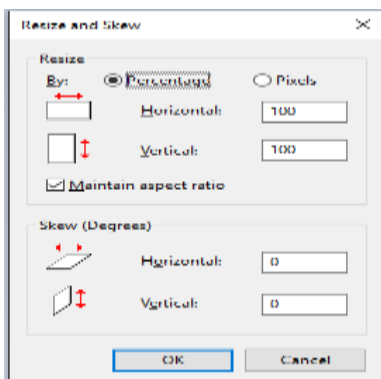 Resize and Skew
Resize
By: Percentage Pixels
Horizontal: 100
Vertical: 100
Maintain aspect ratio
Skew (Degrees)
Horizontal: 0
Vertical: 0
OK Cancel